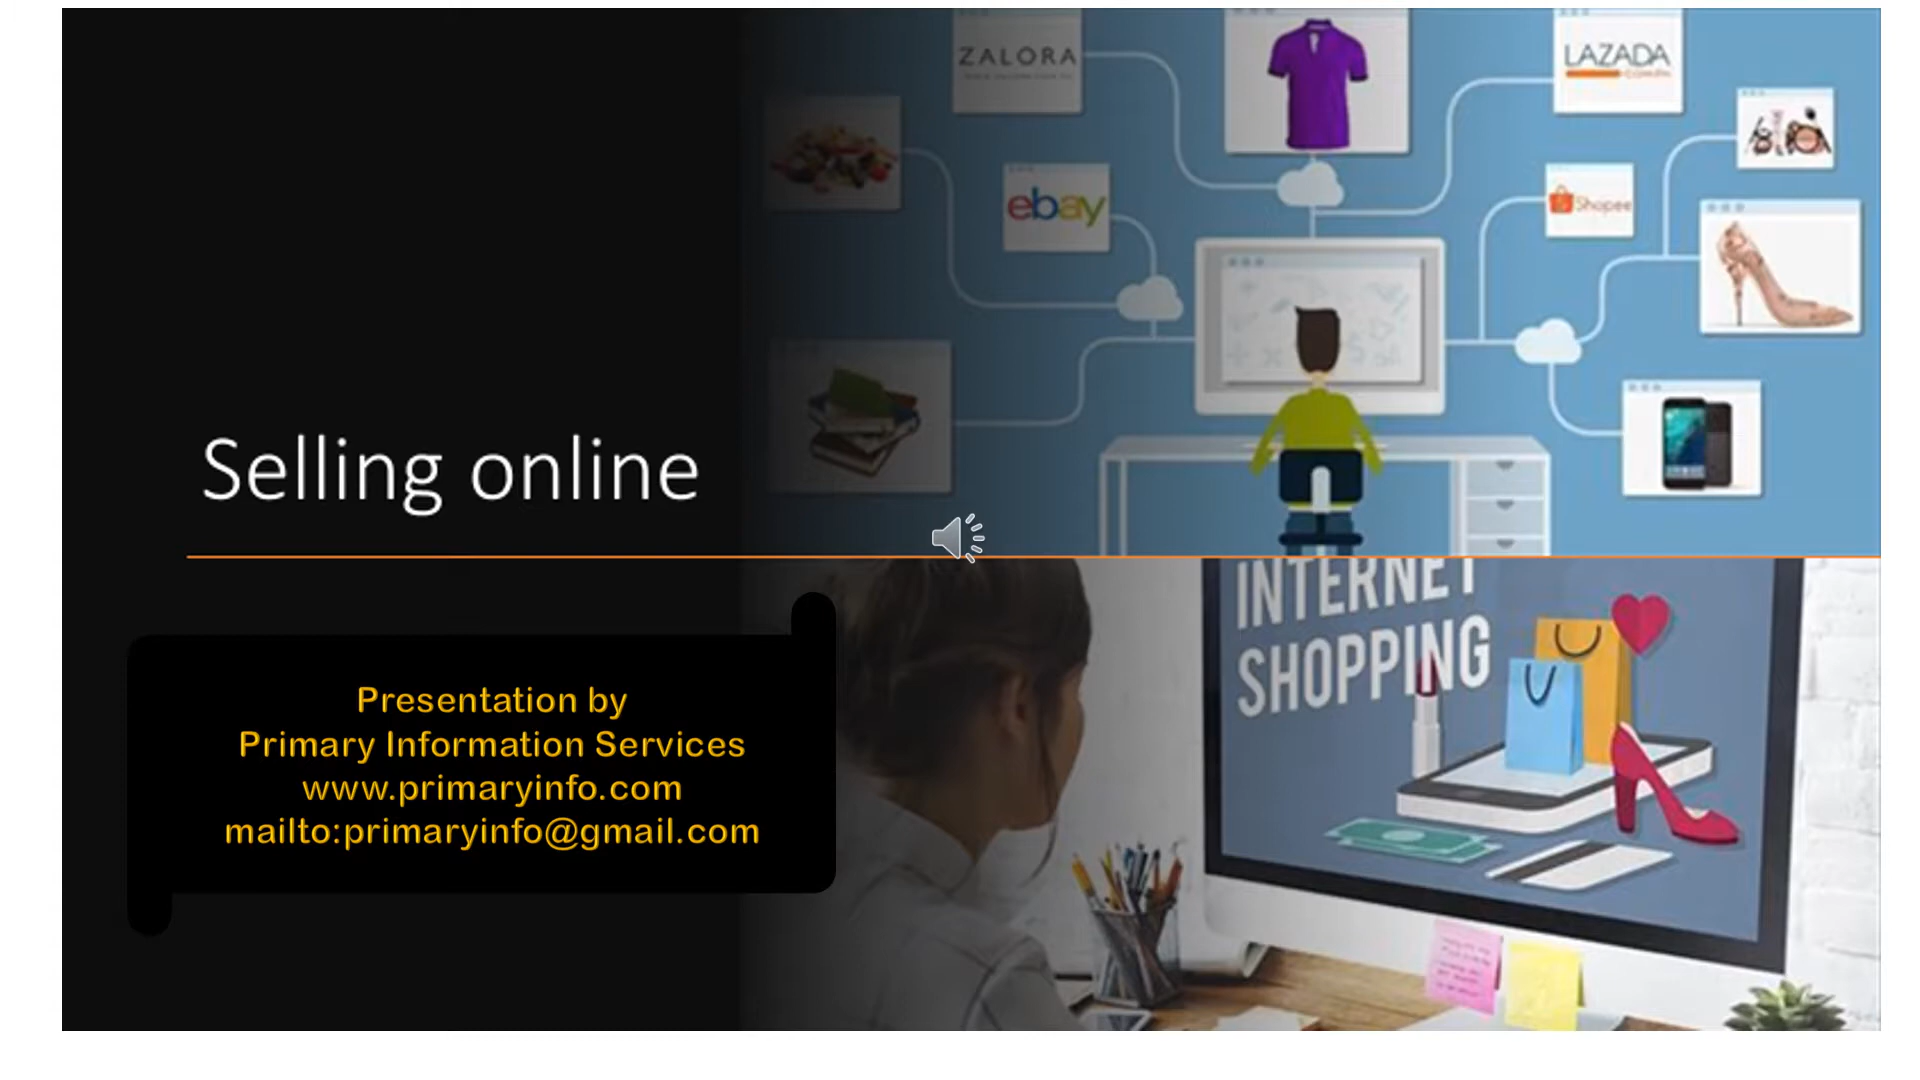 ZALORA
LAZADA
ebay
Shopee
Selling online
INTERNET
SHOPPING
Presentation by
Primary Information Services
www.primaryinfo.com
mailto:primaryinfo@gmail.com